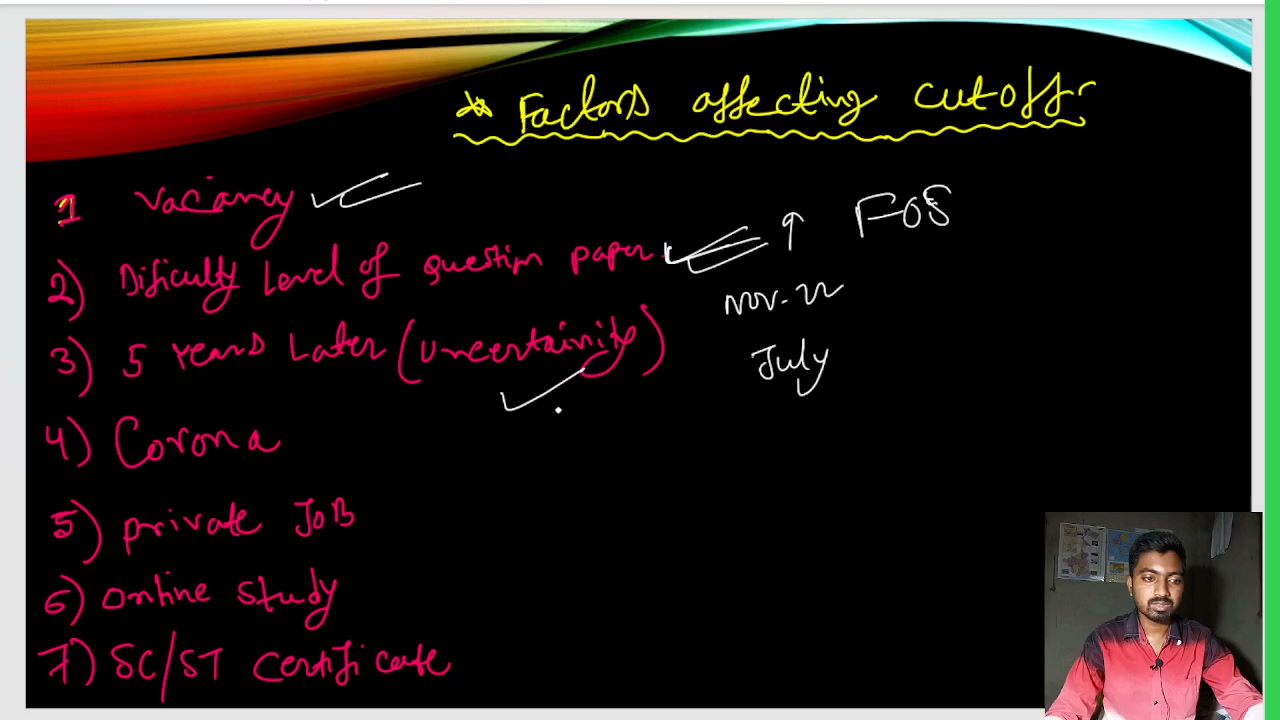 * Factors affecting cutoff
1 Vacancy
2) Dificulty Level of question paper.
3) 5 Years Later (Uncertainity)
4) Corona
5) private JOB
6) Online study
7) SC/ST Certificate
↑ FOS
NOV-22
July